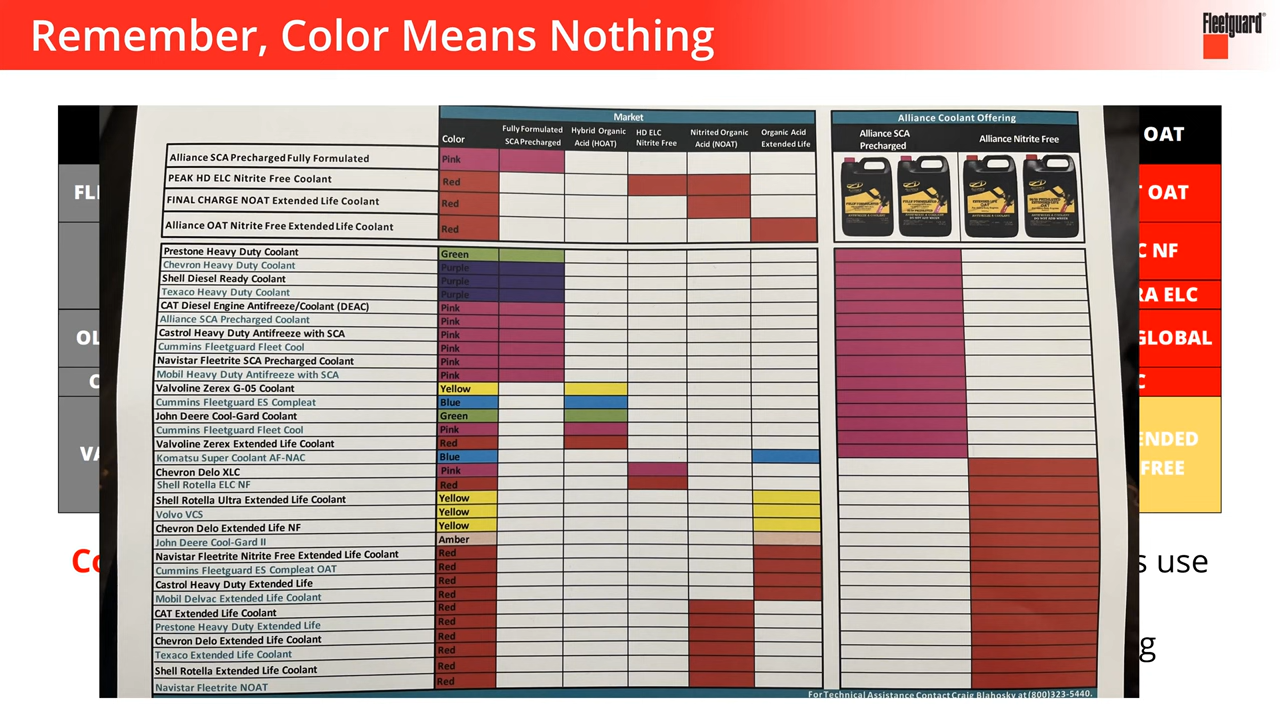 Remember, Color Means Nothing
Fleetguard
Market
Color
Fully Formulated SCA Precharged
Hybrid Organic Acid (HOAT)
HD ELC Nitrite Free
Nitrited Organic Acid (NOAT)
Organic Acid Extended Life
Alliance Coolant Offering
Alliance SCA Precharged
Alliance Nitrite Free
Alliance SCA Precharged Fully Formulated Pink
PEAK HD ELC Nitrite Free Coolant Red
FINAL CHARGE NOAT Extended Life Coolant Red
Alliance OAT Nitrite Free Extended Life Coolant Red
Prestone Heavy Duty Coolant Green
Chevron Heavy Duty Coolant Purple
Shell Diesel Ready Coolant Purple
Texaco Heavy Duty Coolant Purple
CAT Diesel Engine Antifreeze/Coolant (DEAC) Pink
Alliance SCA Precharged Coolant Pink
Castrol Heavy Duty Antifreeze with SCA Pink
Cummins Fleetguard Fleet Cool Pink
Navistar Fleetrite SCA Precharged Coolant Pink
Mobil Heavy Duty Antifreeze with SCA Pink
Valvoline Zerex G-05 Coolant Yellow
Cummins Fleetguard ES Compleat Blue
John Deere Cool-Gard Coolant Green
Cummins Fleetguard Fleet Cool Pink
Valvoline Zerex Extended Life Coolant Red
Komatsu Super Coolant AF-NAC Blue
Chevron Delo XLC Pink
Shell Rotella ELC NF Red
Shell Rotella Ultra Extended Life Coolant Yellow
Volvo VCS Yellow
Chevron Delo Extended Life NF Yellow
John Deere Cool-Gard II Amber
Navistar Fleetrite Nitrite Free Extended Life Coolant Red
Cummins Fleetguard ES Compleat OAT Red
Castrol Heavy Duty Extended Life Red
Mobil Delvac Extended Life Coolant Red
CAT Extended Life Coolant Red
Prestone Heavy Duty Extended Life Red
Chevron Delo Extended Life Coolant Red
Texaco Extended Life Coolant Red
Shell Rotella Extended Life Coolant Red
Navistar Fleetrite NOAT Red
For Technical Assistance Contact Craig Blahosky at (800)323-5440.
OAT
OAT
NF
ELC
GLOBAL
FREE
use